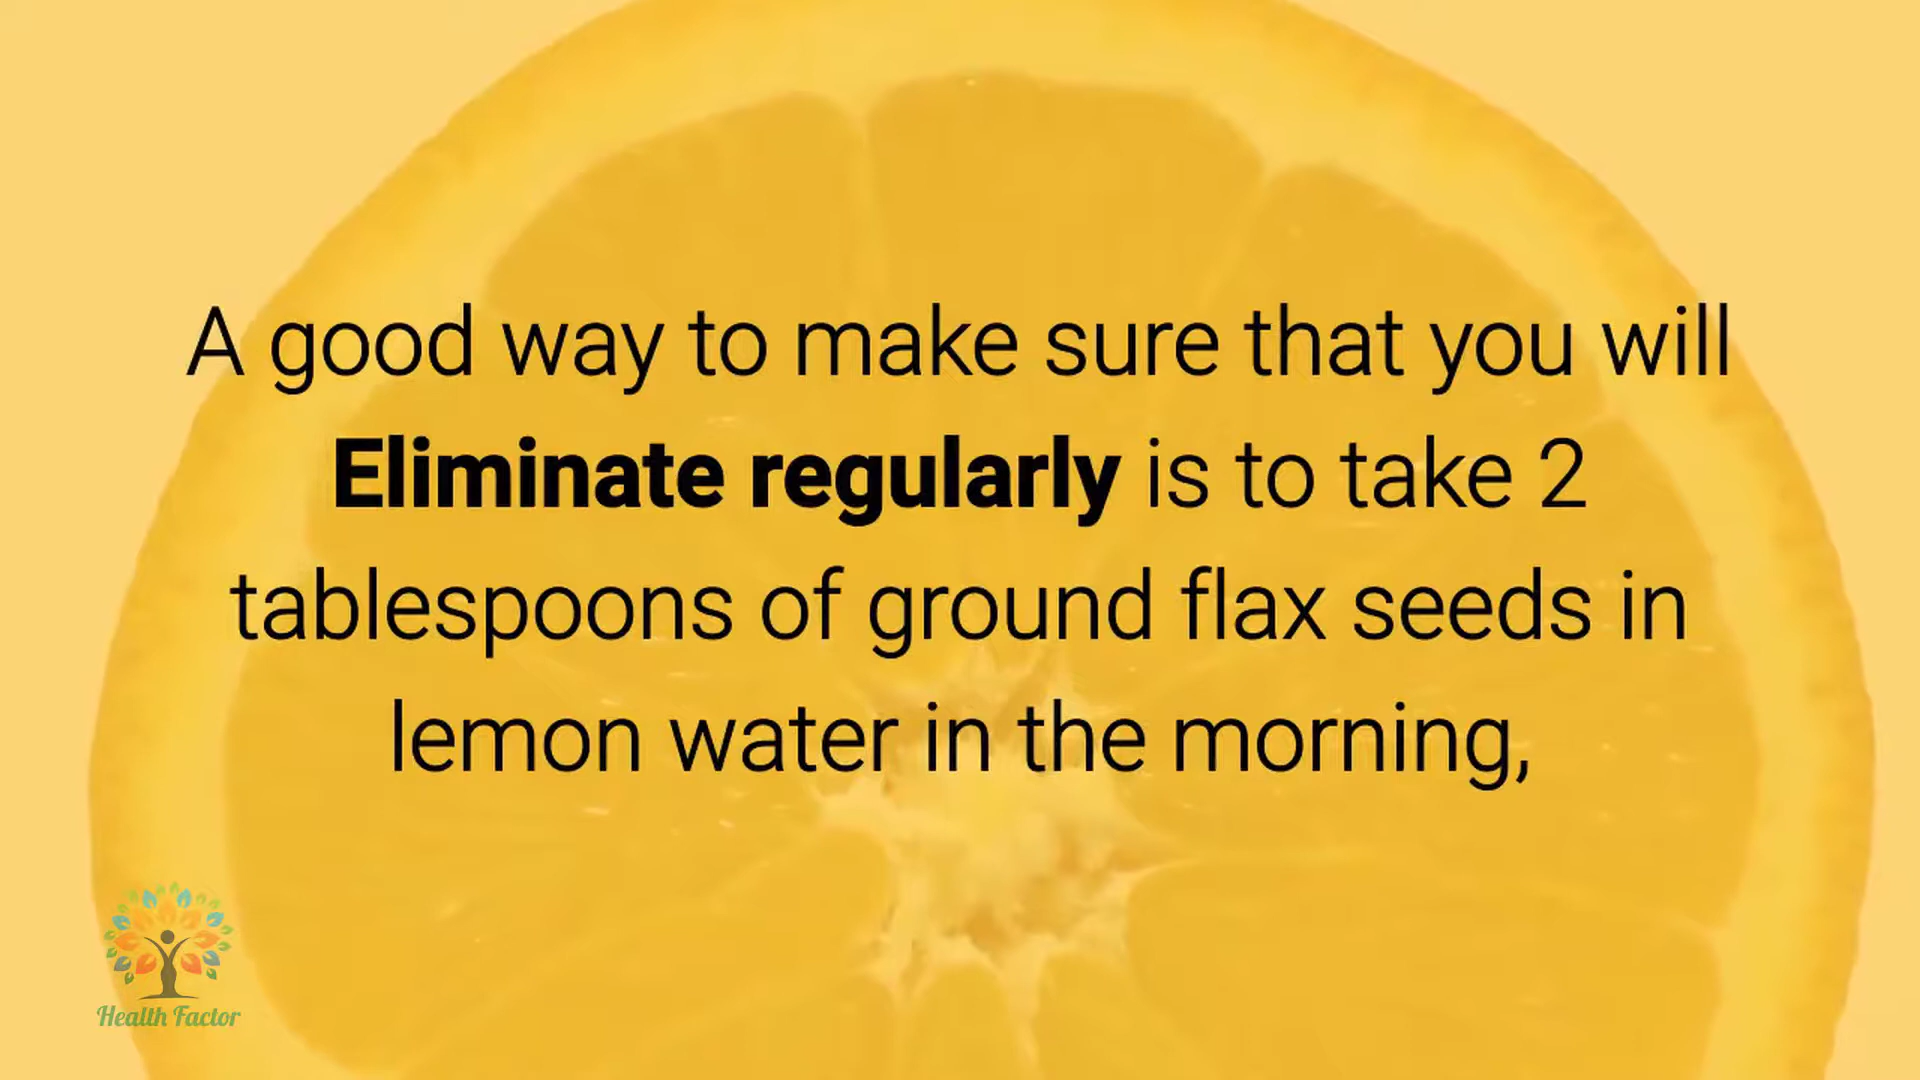 A good way to make sure that you will
Eliminate regularly is to take 2
tablespoons of ground flax seeds in
lemon water in the morning,
Health Factor